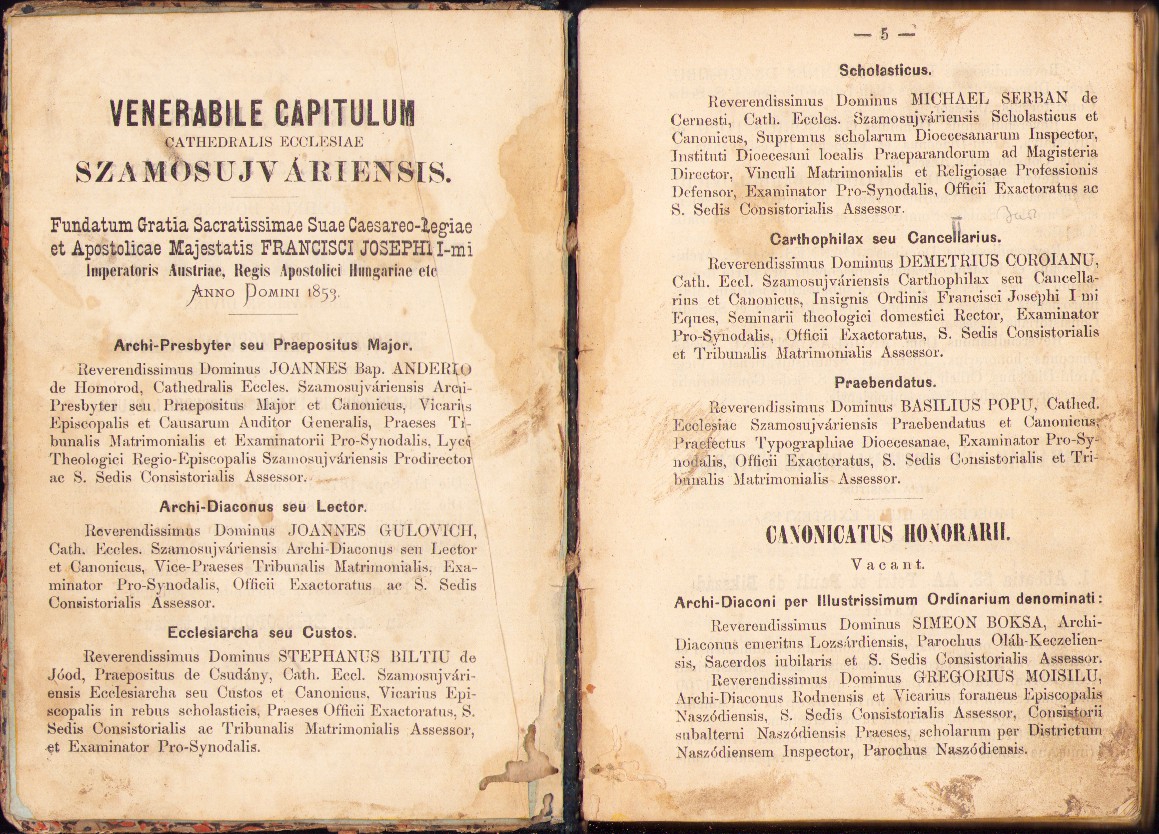 VENERABILE CAPITULUM
CATHEDRALIS ECCLESIAE
SZAMOSUJVÁRIENSIS.
Fundatum Gratia Sacratissimae Suae Caesareo-Regiae
et Apostolicae Majestatis FRANCISCI JOSEPHI I-mi
Imperatoris Austriae, Regis Apostolici Hungariae etc
ANNO DOMINI 1853.
Archi-Presbyter seu Praepositus Major.
Reverendissimus Dominus JOANNES Bap. ANDERCO
de Homorod, Cathedralis Eccles. Szamosujváriensis Archi-
Presbyter seu Praepositus Major et Canonicus, Vicarius
Episcopalis et Causarum Auditor Generalis, Praeses Tri-
bunalis Matrimonialis et Examinatorii Pro-Synodalis, Lycei
Theologici Regio-Episcopalis Szamosujváriensis Prodirector
ac S. Sedis Consistorialis Assessor.
Archi-Diaconus seu Lector.
Reverendissimus Dominus JOANNES GULOVICH,
Cath. Eccles. Szamosujváriensis Archi-Diaconus seu Lector
et Canonicus, Vice-Praeses Tribunalis Matrimonialis, Exa-
minator Pro-Synodalis, Officii Exactoratus ac S. Sedis
Consistorialis Assessor.
Ecclesiarcha seu Custos.
Reverendissimus Dominus STEPHANUS BILTIU de
Jóod, Praepositus de Csudány, Cath. Eccl. Szamosujvári-
ensis Ecclesiarcha seu Custos et Canonicus, Vicarius Epi-
scopalis in rebus scholasticis, Praeses Officii Exactoratus, S.
Sedis Consistorialis ac Tribunalis Matrimonialis Assessor,
et Examinator Pro-Synodalis.
— 5 —
Scholasticus.
Reverendissimus Dominus MICHAEL SERBAN de
Cernesti, Cath. Eccles. Szamosujváriensis Scholasticus et
Canonicus, Supremus scholarum Dioecesanarum Inspector,
Instituti Dioecesani localis Praeparandorum ad Magisteria
Director, Vinculi Matrimonialis et Religiosae Professionis
Defensor, Examinator Pro-Synodalis, Officii Exactoratus ac
S. Sedis Consistorialis Assessor.
Carthophilax seu Cancellarius.
Reverendissimus Dominus DEMETRIUS COROIANU,
Cath. Eccl. Szamosujváriensis Carthophilax seu Cancella-
rius et Canonicus, Insignis Ordinis Francisci Josephi I mi
Eques, Seminarii theologici domestici Rector, Examinator
Pro-Synodalis, Officii Exactoratus, S. Sedis Consistorialis
et Tribunalis Matrimonialis Assessor.
Praebendatus.
Reverendissimus Dominus BASILIUS POPU, Cathed.
Ecclesiae Szamosujváriensis Praebendatus et Canonicus,
Praefectus Typographiae Dioecesanae, Examinator Pro-Sy-
nodalis, Officii Exactoratus, S. Sedis Consistorialis et Tri-
bunalis Matrimonialis Assessor.
CANONICATUS HONORARII.
Vacant.
Archi-Diaconi per Illustrissimum Ordinarium denominati:
Reverendissimus Dominus SIMEON BOKSA, Archi-
Diaconus emeritus Lozsárdiensis, Parochus Oláh-Keczelien-
sis, Sacerdos iubilaris et S. Sedis Consistorialis Assessor.
Reverendissimus Dominus GREGORIUS MOISILU,
Archi-Diaconus Rodnensis et Vicarius foraneus Episcopalis
Naszódiensis, S. Sedis Consistorialis Assessor, Consistorii
subalterni Naszódiensis Praeses, scholarum per Districtum
Naszódiensem Inspector, Parochus Naszódiensis.